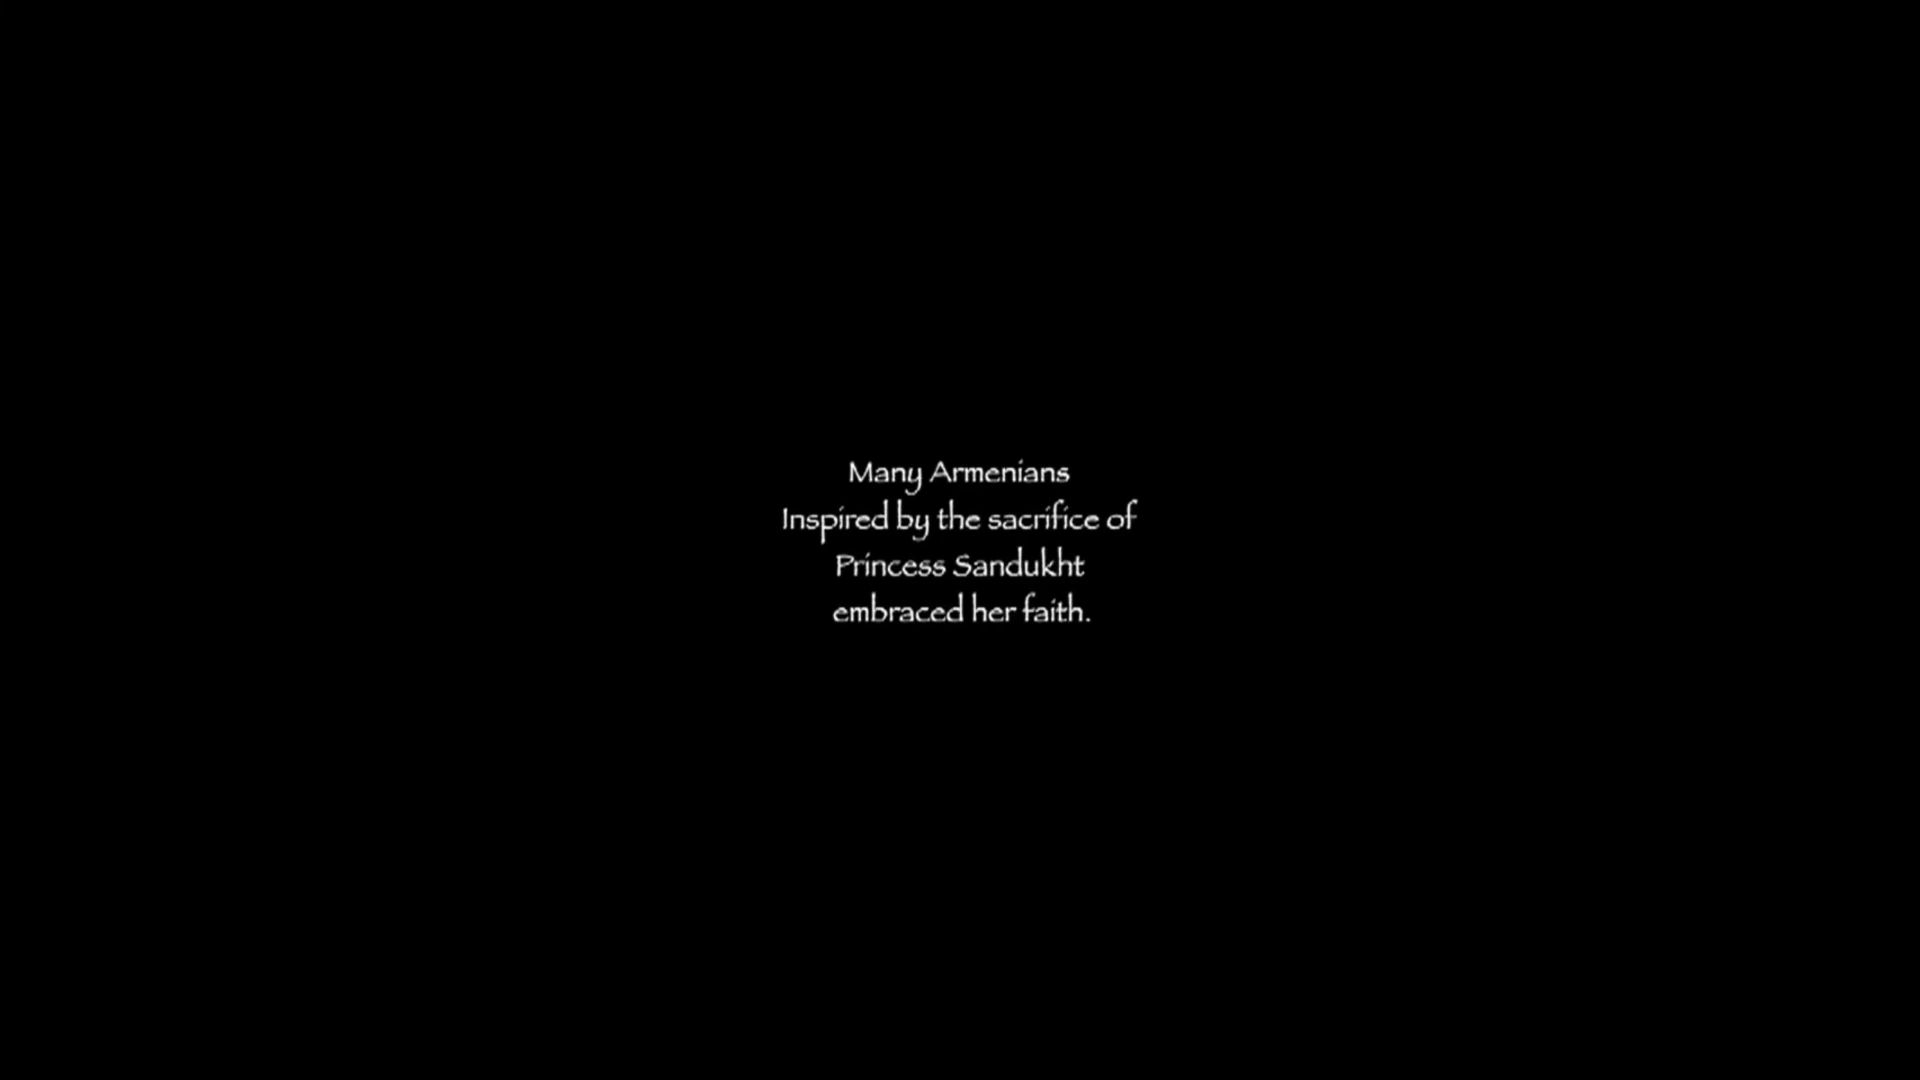 Many Armenians
Inspired by the sacrifice of
Princess Sandukht
embraced her faith.